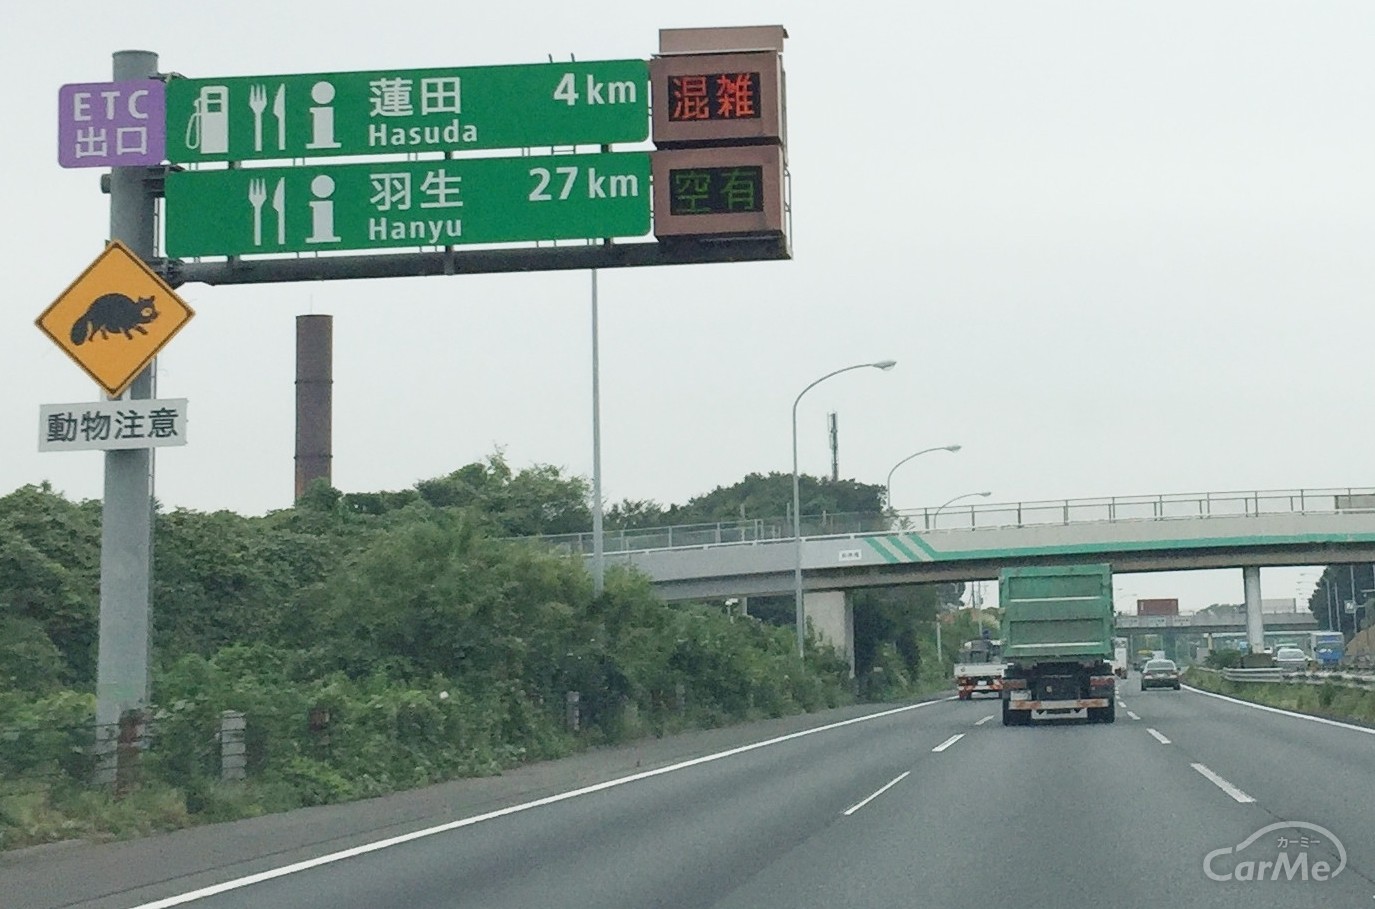 ETC
出口
蓮田 4km
Hasuda
混雑
羽生 27km
Hanyu
空有
動物注意
カーミー
CarMe